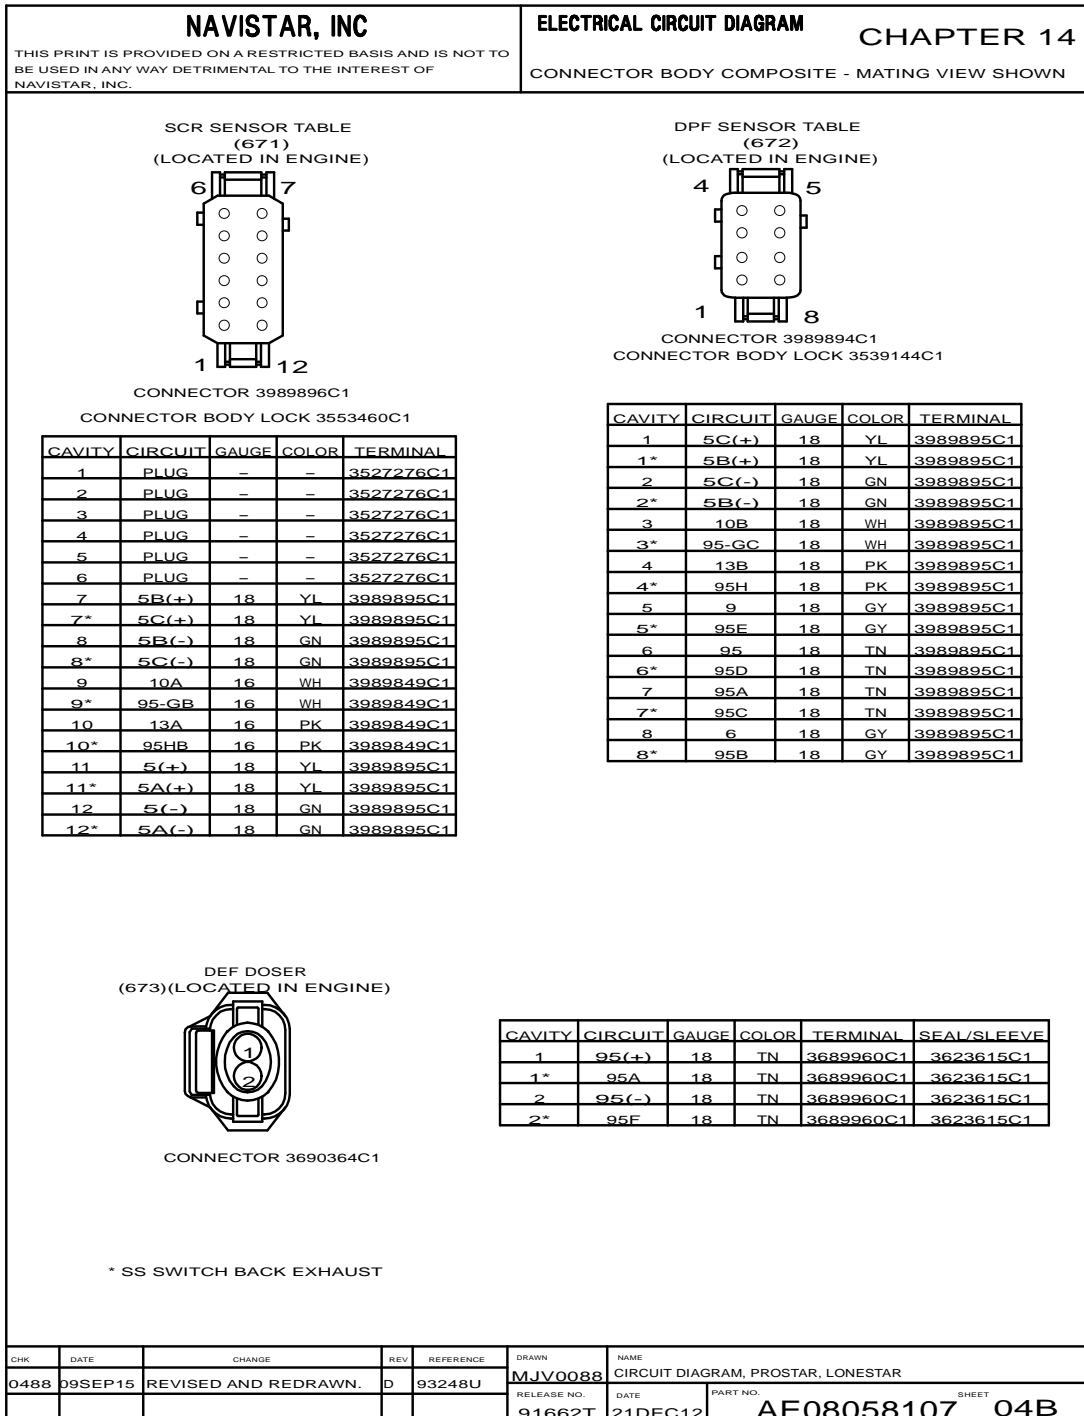 NAVISTAR, INC
THIS PRINT IS PROVIDED ON A RESTRICTED BASIS AND IS NOT TO
BE USED IN ANY WAY DETRIMENTAL TO THE INTEREST OF
NAVISTAR, INC.
ELECTRICAL CIRCUIT DIAGRAM
CHAPTER 14
CONNECTOR BODY COMPOSITE - MATING VIEW SHOWN
SCR SENSOR TABLE
(671)
(LOCATED IN ENGINE)
6 7
1 12
CONNECTOR 3989896C1
CONNECTOR BODY LOCK 3553460C1
CAVITY CIRCUIT GAUGE COLOR TERMINAL
1 PLUG – – 3527276C1
2 PLUG – – 3527276C1
3 PLUG – – 3527276C1
4 PLUG – – 3527276C1
5 PLUG – – 3527276C1
6 PLUG – – 3527276C1
7 5B(+) 18 YL 3989895C1
7* 5C(+) 18 YL 3989895C1
8 5B(-) 18 GN 3989895C1
8* 5C(-) 18 GN 3989895C1
9 10A 16 WH 3989849C1
9* 95-GB 16 WH 3989849C1
10 13A 16 PK 3989849C1
10* 95HB 16 PK 3989849C1
11 5(+) 18 YL 3989895C1
11* 5A(+) 18 YL 3989895C1
12 5(-) 18 GN 3989895C1
12* 5A(-) 18 GN 3989895C1
DPF SENSOR TABLE
(672)
(LOCATED IN ENGINE)
4 5
1 8
CONNECTOR 3989894C1
CONNECTOR BODY LOCK 3539144C1
CAVITY CIRCUIT GAUGE COLOR TERMINAL
1 5C(+) 18 YL 3989895C1
1* 5B(+) 18 YL 3989895C1
2 5C(-) 18 GN 3989895C1
2* 5B(-) 18 GN 3989895C1
3 10B 18 WH 3989895C1
3* 95-GC 18 WH 3989895C1
4 13B 18 PK 3989895C1
4* 95H 18 PK 3989895C1
5 9 18 GY 3989895C1
5* 95E 18 GY 3989895C1
6 95 18 TN 3989895C1
6* 95D 18 TN 3989895C1
7 95A 18 TN 3989895C1
7* 95C 18 TN 3989895C1
8 6 18 GY 3989895C1
8* 95B 18 GY 3989895C1
DEF DOSER
(673)(LOCATED IN ENGINE)
1
2
CONNECTOR 3690364C1
CAVITY CIRCUIT GAUGE COLOR TERMINAL SEAL/SLEEVE
1 95(+) 18 TN 3689960C1 3623615C1
1* 95A 18 TN 3689960C1 3623615C1
2 95(-) 18 TN 3689960C1 3623615C1
2* 95F 18 TN 3689960C1 3623615C1
* SS SWITCH BACK EXHAUST
CHK DATE CHANGE REV REFERENCE
0488 09SEP15 REVISED AND REDRAWN. D 93248U
DRAWN
MJV0088
NAME
CIRCUIT DIAGRAM, PROSTAR, LONESTAR
RELEASE NO.
91662T
DATE
21DEC12
PART NO.
AE08058107
SHEET
04B